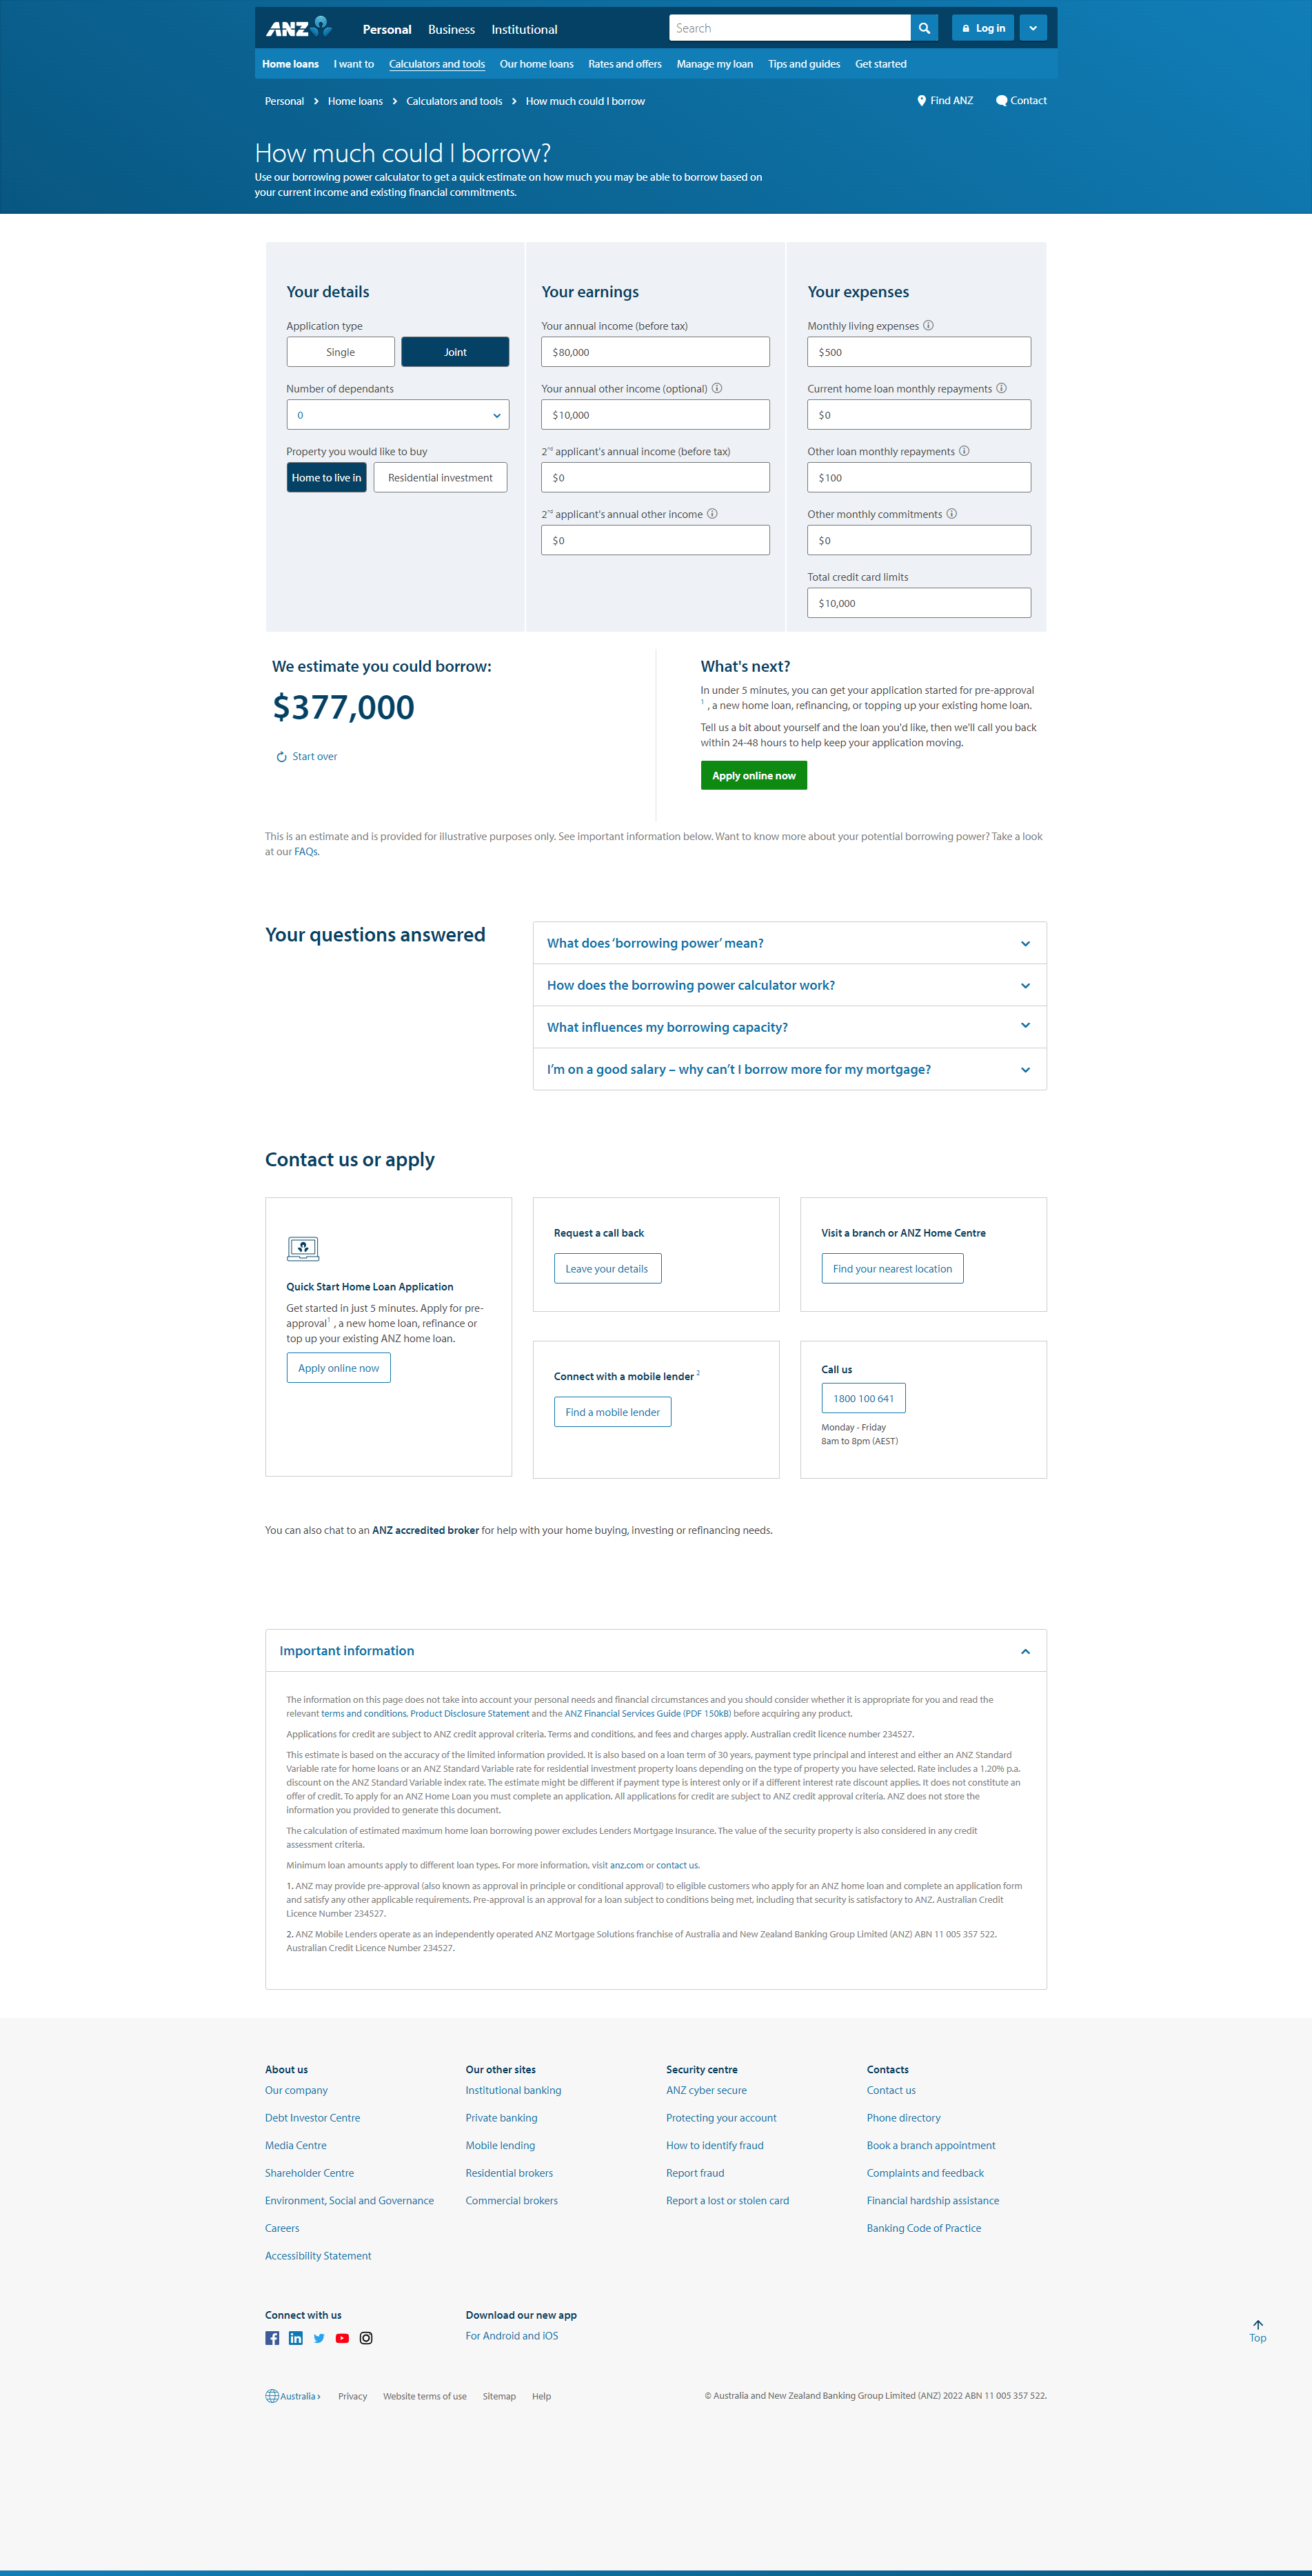 ANZ
Personal Business Institutional
Search
Log in
Home loans I want to Calculators and tools Our home loans Rates and offers Manage my loan Tips and guides Get started
Personal > Home loans > Calculators and tools > How much could I borrow
Find ANZ Contact
How much could I borrow?
Use our borrowing power calculator to get a quick estimate on how much you may be able to borrow based on
your current income and existing financial commitments.
Your details
Application type
Single Joint
Number of dependants
0
Property you would like to buy
Home to live in Residential investment
Your earnings
Your annual income (before tax)
$80,000
Your annual other income (optional)
$10,000
2nd applicant's annual income (before tax)
$0
2nd applicant's annual other income
$0
Your expenses
Monthly living expenses
$500
Current home loan monthly repayments
$0
Other loan monthly repayments
$100
Other monthly commitments
$0
Total credit card limits
$10,000
We estimate you could borrow:
$377,000
Start over
What's next?
In under 5 minutes, you can get your application started for pre-approval
1 , a new home loan, refinancing, or topping up your existing home loan.
Tell us a bit about yourself and the loan you'd like, then we'll call you back
within 24-48 hours to help keep your application moving.
Apply online now
This is an estimate and is provided for illustrative purposes only. See important information below. Want to know more about your potential borrowing power? Take a look
at our FAQs.
Your questions answered
What does ‘borrowing power’ mean?
How does the borrowing power calculator work?
What influences my borrowing capacity?
I’m on a good salary – why can’t I borrow more for my mortgage?
Contact us or apply
Quick Start Home Loan Application
Get started in just 5 minutes. Apply for pre-
approval1 , a new home loan, refinance or
top up your existing ANZ home loan.
Apply online now
Request a call back
Leave your details
Visit a branch or ANZ Home Centre
Find your nearest location
Connect with a mobile lender 2
Find a mobile lender
Call us
1800 100 641
Monday - Friday
8am to 8pm (AEST)
You can also chat to an ANZ accredited broker for help with your home buying, investing or refinancing needs.
Important information
The information on this page does not take into account your personal needs and financial circumstances and you should consider whether it is appropriate for you and read the
relevant terms and conditions, Product Disclosure Statement and the ANZ Financial Services Guide (PDF 150kB) before acquiring any product.
Applications for credit are subject to ANZ credit approval criteria. Terms and conditions, and fees and charges apply. Australian credit licence number 234527.
This estimate is based on the accuracy of the limited information provided. It is also based on a loan term of 30 years, payment type principal and interest and either an ANZ Standard
Variable rate for home loans or an ANZ Standard Variable rate for residential investment property loans depending on the type of property you have selected. Rate includes a 1.20% p.a.
discount on the ANZ Standard Variable index rate. The estimate might be different if payment type is interest only or if a different interest rate discount applies. It does not constitute an
offer of credit. To apply for an ANZ Home Loan you must complete an application. All applications for credit are subject to ANZ credit approval criteria. ANZ does not store the
information you provided to generate this document.
The calculation of estimated maximum home loan borrowing power excludes Lenders Mortgage Insurance. The value of the security property is also considered in any credit
assessment criteria.
Minimum loan amounts apply to different loan types. For more information, visit anz.com or contact us.
1. ANZ may provide pre-approval (also known as approval in principle or conditional approval) to eligible customers who apply for an ANZ home loan and complete an application form
and satisfy any other applicable requirements. Pre-approval is an approval for a loan subject to conditions being met, including that security is satisfactory to ANZ. Australian Credit
Licence Number 234527.
2. ANZ Mobile Lenders operate as an independently operated ANZ Mortgage Solutions franchise of Australia and New Zealand Banking Group Limited (ANZ) ABN 11 005 357 522.
Australian Credit Licence Number 234527.
About us
Our company
Debt Investor Centre
Media Centre
Shareholder Centre
Environment, Social and Governance
Careers
Accessibility Statement
Our other sites
Institutional banking
Private banking
Mobile lending
Residential brokers
Commercial brokers
Security centre
ANZ cyber secure
Protecting your account
How to identify fraud
Report fraud
Report a lost or stolen card
Contacts
Contact us
Phone directory
Book a branch appointment
Complaints and feedback
Financial hardship assistance
Banking Code of Practice
Connect with us
Download our new app
For Android and iOS
Top
Australia › Privacy Website terms of use Sitemap Help
© Australia and New Zealand Banking Group Limited (ANZ) 2022 ABN 11 005 357 522.